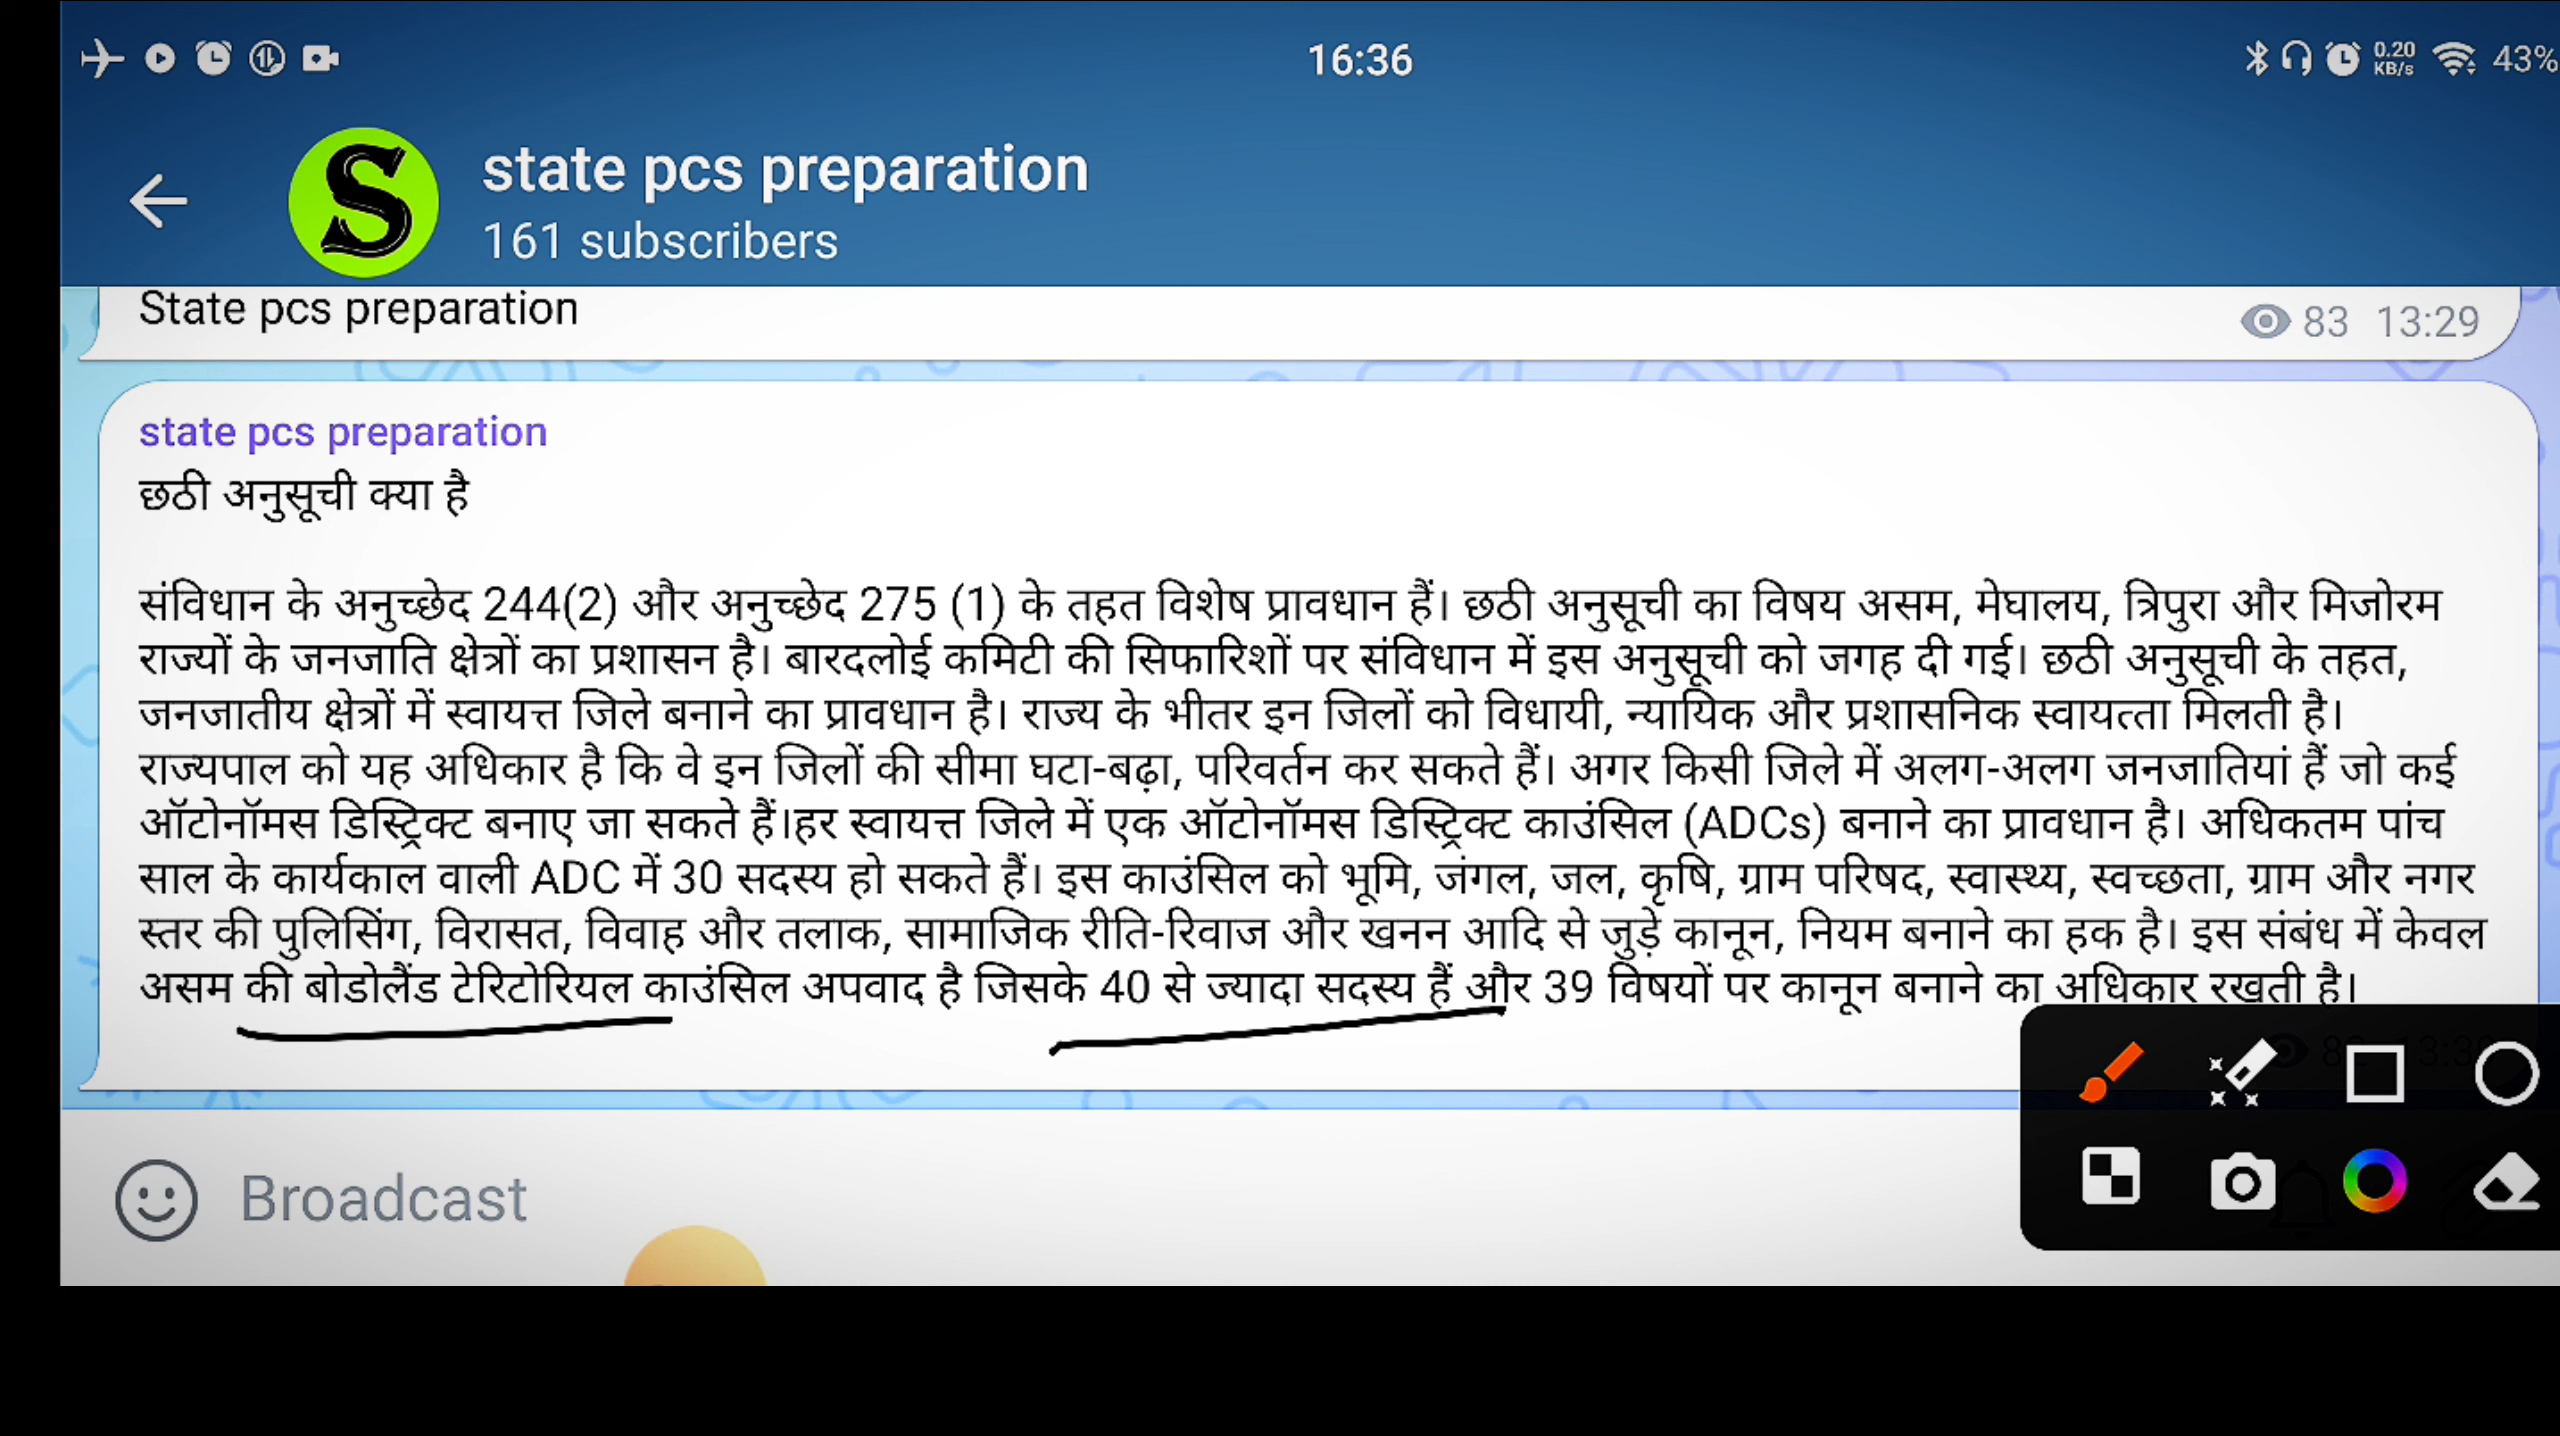 16:36
0.20 KB/s 43%
state pcs preparation
161 subscribers
State pcs preparation
83 13:29
state pcs preparation
छठी अनुसूची क्या है
संविधान के अनुच्छेद 244(2) और अनुच्छेद 275 (1) के तहत विशेष प्रावधान हैं। छठी अनुसूची का विषय असम, मेघालय, त्रिपुरा और मिजोरम
राज्यों के जनजाति क्षेत्रों का प्रशासन है। बारदलोई कमिटी की सिफारिशों पर संविधान में इस अनुसूची को जगह दी गई। छठी अनुसूची के तहत,
जनजातीय क्षेत्रों में स्वायत्त जिले बनाने का प्रावधान है। राज्य के भीतर इन जिलों को विधायी, न्यायिक और प्रशासनिक स्वायत्ता मिलती है।
राज्यपाल को यह अधिकार है कि वे इन जिलों की सीमा घटा-बढ़ा, परिवर्तन कर सकते हैं। अगर किसी जिले में अलग-अलग जनजातियां हैं जो कई
ऑटोनॉमस डिस्ट्रिक्ट बनाए जा सकते हैं।हर स्वायत्त जिले में एक ऑटोनॉमस डिस्ट्रिक्ट काउंसिल (ADCs) बनाने का प्रावधान है। अधिकतम पांच
साल के कार्यकाल वाली ADC में 30 सदस्य हो सकते हैं। इस काउंसिल को भूमि, जंगल, जल, कृषि, ग्राम परिषद, स्वास्थ्य, स्वच्छता, ग्राम और नगर
स्तर की पुलिसिंग, विरासत, विवाह और तलाक, सामाजिक रीति-रिवाज और खनन आदि से जुड़े कानून, नियम बनाने का हक है। इस संबंध में केवल
असम की बोडोलैंड टेरिटोरियल काउंसिल अपवाद है जिसके 40 से ज्यादा सदस्य हैं और 39 विषयों पर कानून बनाने का अधिकार रखती है।
Broadcast